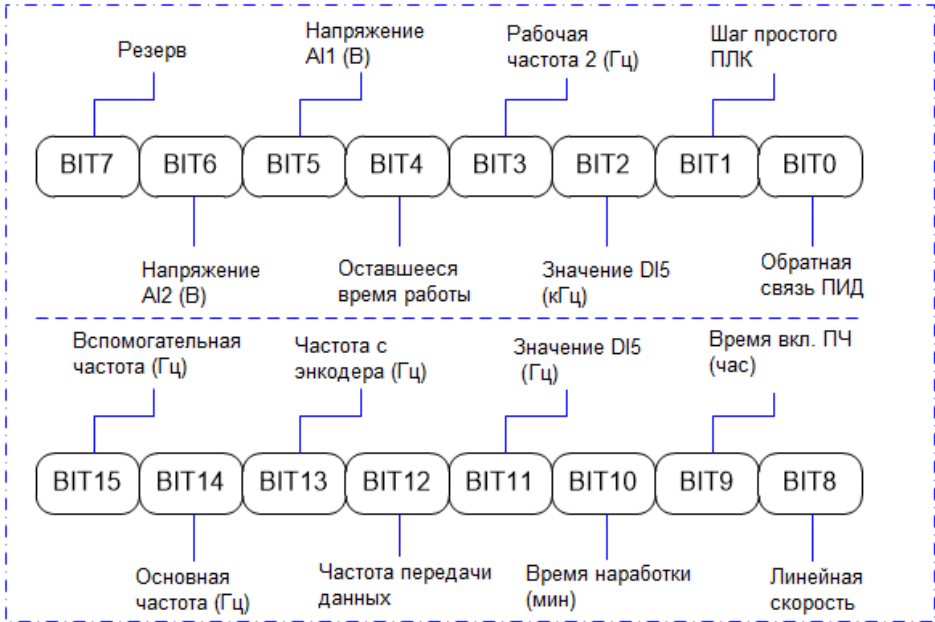 Резерв
Напряжение
AI1 (В)
Рабочая
частота 2 (Гц)
Шаг простого
ПЛК
BIT7
BIT6
BIT5
BIT4
BIT3
BIT2
BIT1
BIT0
Напряжение
AI2 (В)
Оставшееся
время работы
Значение DI5
(кГц)
Обратная
связь ПИД
Вспомогательная
частота (Гц)
Частота с
энкодера (Гц)
Значение DI5
(Гц)
Время вкл. ПЧ
(час)
BIT15
BIT14
BIT13
BIT12
BIT11
BIT10
BIT9
BIT8
Основная
частота (Гц)
Частота передачи
данных
Время наработки
(мин)
Линейная
скорость